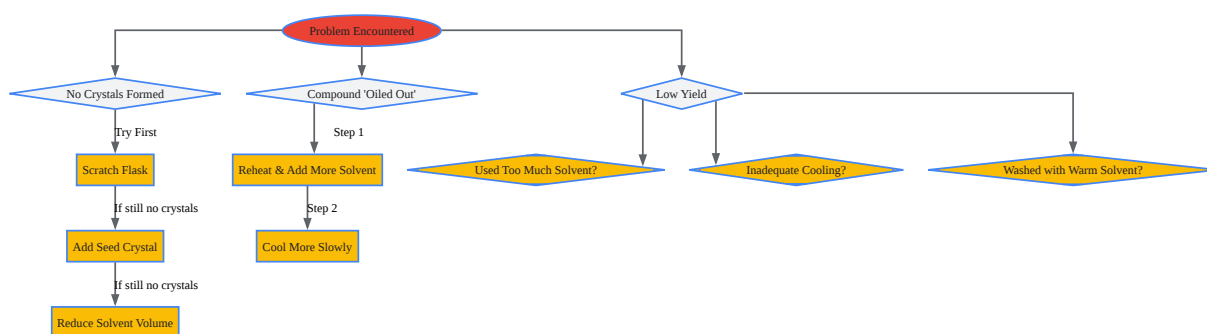 Problem Encountered
No Crystals Formed
Compound 'Oiled Out'
Low Yield
Try First
Step 1
Scratch Flask
Reheat & Add More Solvent
Used Too Much Solvent?
Inadequate Cooling?
Washed with Warm Solvent?
If still no crystals
Step 2
Add Seed Crystal
Cool More Slowly
If still no crystals
Reduce Solvent Volume